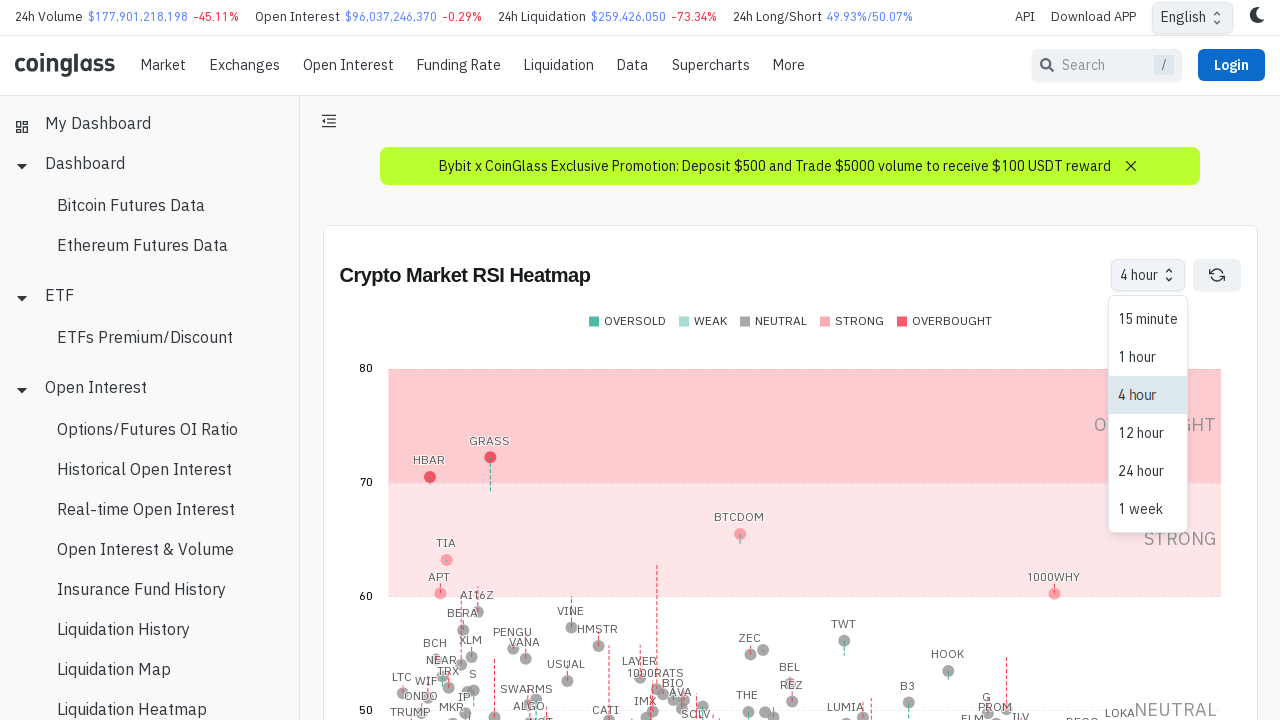 24h Volume $177,901,218,198 -45.11% Open Interest $96,037,246,370 -0.29% 24h Liquidation $259,426,050 -73.34% 24h Long/Short 49.93%/50.07% API Download APP English
coinglass Market Exchanges Open Interest Funding Rate Liquidation Data Supercharts More Search / Login
My Dashboard
Dashboard
Bitcoin Futures Data
Ethereum Futures Data
ETF
ETFs Premium/Discount
Open Interest
Options/Futures OI Ratio
Historical Open Interest
Real-time Open Interest
Open Interest & Volume
Insurance Fund History
Liquidation History
Liquidation Map
Liquidation Heatmap
Bybit x CoinGlass Exclusive Promotion: Deposit $500 and Trade $5000 volume to receive $100 USDT reward
Crypto Market RSI Heatmap
4 hour
15 minute
1 hour
4 hour
12 hour
24 hour
1 week
OVERSOLD WEAK NEUTRAL STRONG OVERBOUGHT
80
70
60
50
STRONG
NEUTRAL
GRASS
HBAR
BTCDOM
TIA
APT
1000WHY
AI16Z
BERA
VINE
TWT
PENGU
HMSTR
VANA
ZEC
XLM
BCH
HOOK
NEAR
USUAL
LAYER
BEL
TRX
S
1000RATS
LTC
WIF
BIO
REZ
B3
SWARMS
ONDO
IP
AVA
THE
G
IMX
MKR
ALGO
LUMIA
PROM
TRUMP
CATI
LOKA